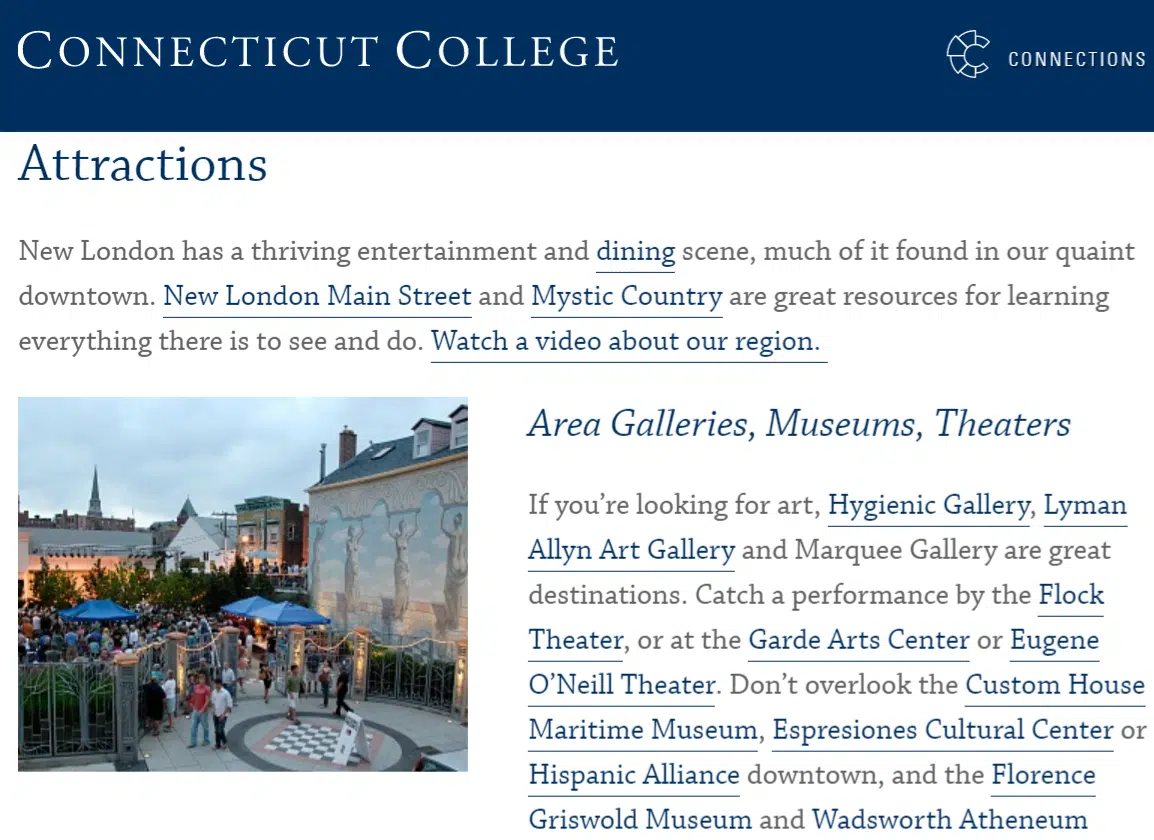 CONNECTICUT COLLEGE
CONNECTIONS
Attractions
New London has a thriving entertainment and dining scene, much of it found in our quaint
downtown. New London Main Street and Mystic Country are great resources for learning
everything there is to see and do. Watch a video about our region.
Area Galleries, Museums, Theaters
If you’re looking for art, Hygienic Gallery, Lyman
Allyn Art Gallery and Marquee Gallery are great
destinations. Catch a performance by the Flock
Theater, or at the Garde Arts Center or Eugene
O’Neill Theater. Don’t overlook the Custom House
Maritime Museum, Espresiones Cultural Center or
Hispanic Alliance downtown, and the Florence
Griswold Museum and Wadsworth Atheneum